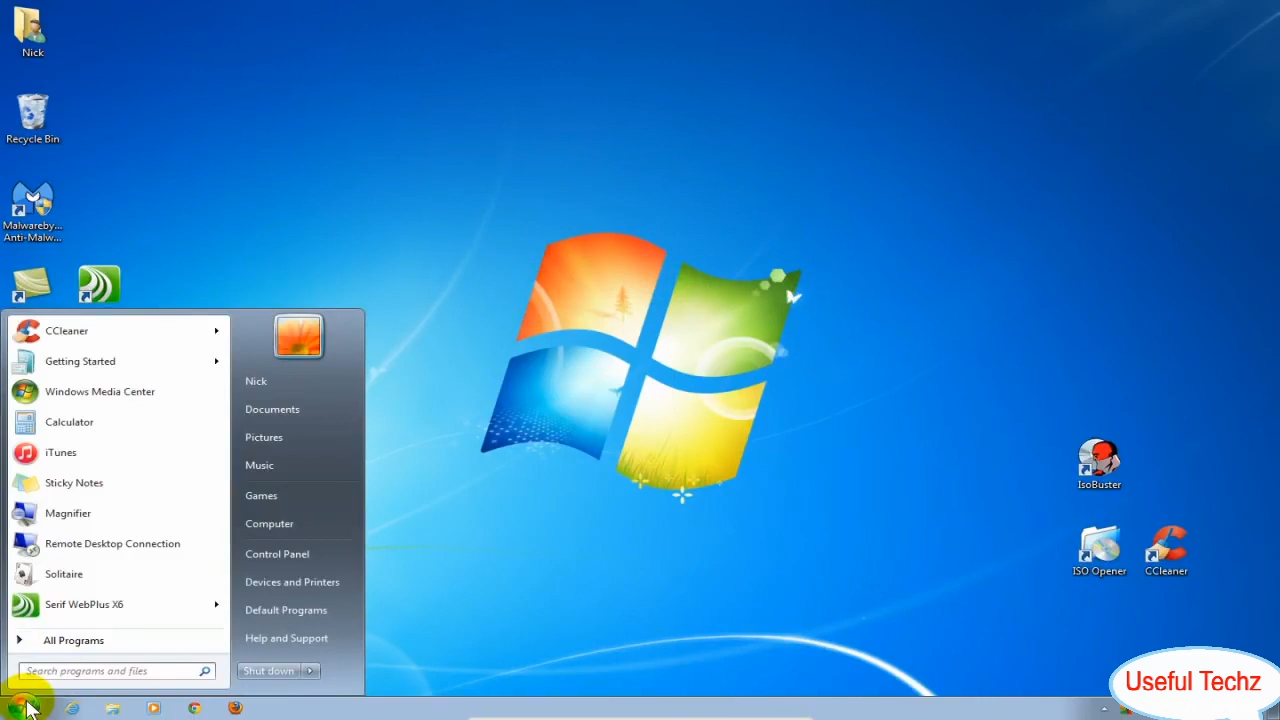 Nick
Recycle Bin
Malwareby...
Anti-Malw...
CCleaner
Getting Started
Windows Media Center
Calculator
iTunes
Sticky Notes
Magnifier
Remote Desktop Connection
Solitaire
Serif WebPlus X6
All Programs
Search programs and files
Nick
Documents
Pictures
Music
Games
Computer
Control Panel
Devices and Printers
Default Programs
Help and Support
Shut down
IsoBuster
ISO Opener
CCleaner
Useful Techz